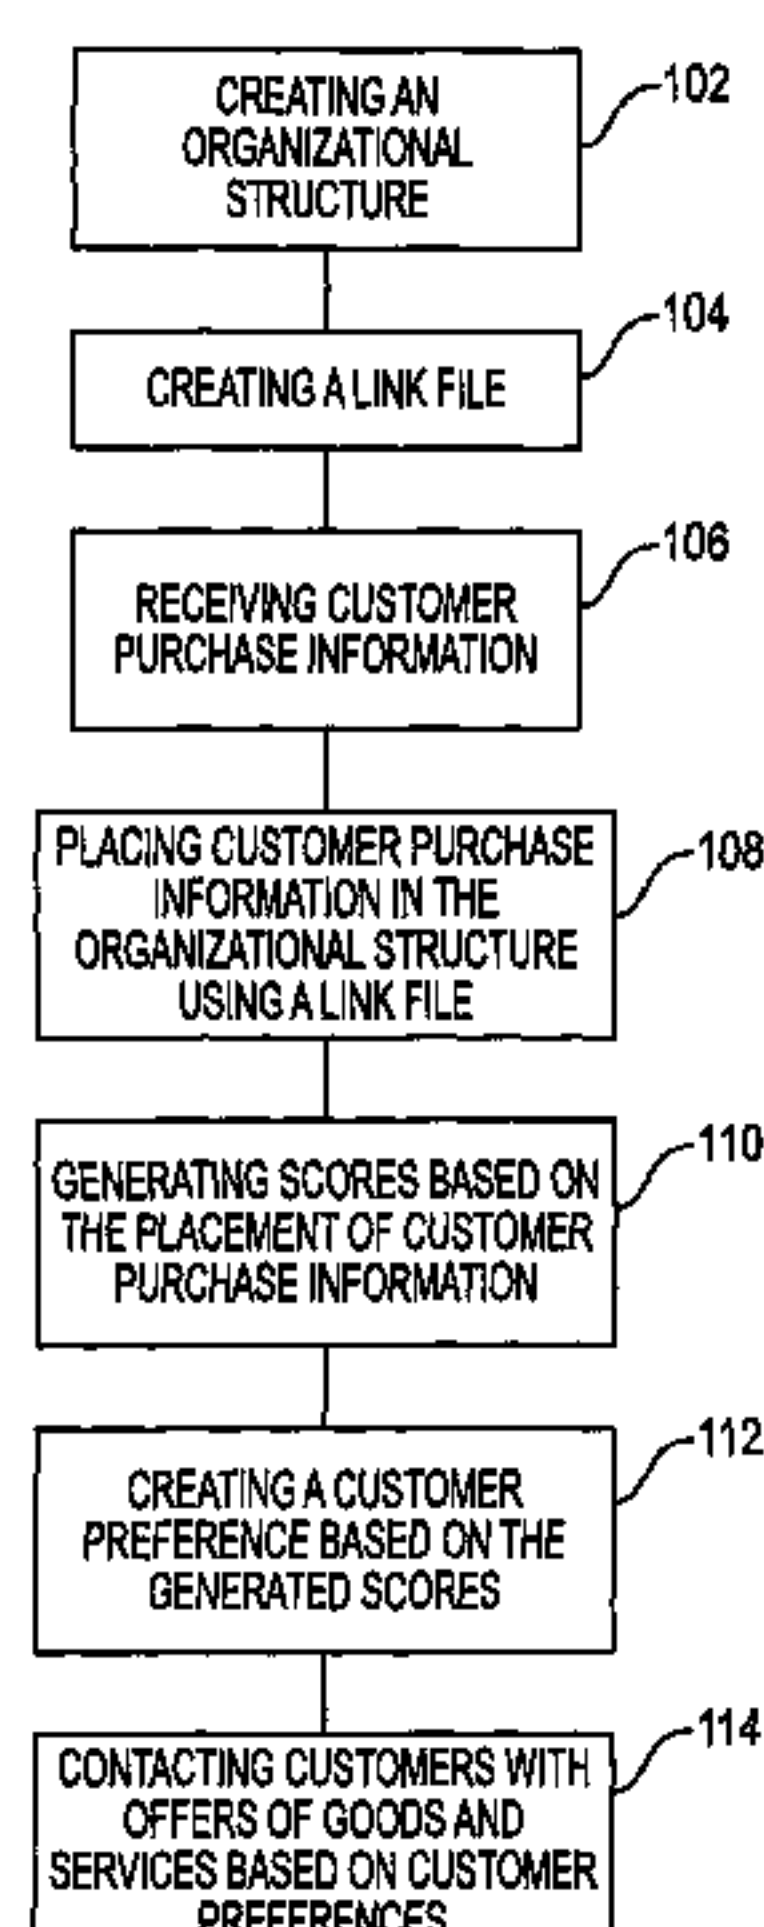 CREATING AN
ORGANIZATIONAL
STRUCTURE
102
CREATING A LINK FILE
104
RECEIVING CUSTOMER
PURCHASE INFORMATION
106
PLACING CUSTOMER PURCHASE
INFORMATION IN THE
ORGANIZATIONAL STRUCTURE
USING A LINK FILE
108
GENERATING SCORES BASED ON
THE PLACEMENT OF CUSTOMER
PURCHASE INFORMATION
110
CREATING A CUSTOMER
PREFERENCE BASED ON THE
GENERATED SCORES
112
CONTACTING CUSTOMERS WITH
OFFERS OF GOODS AND
SERVICES BASED ON CUSTOMER
PREFERENCES
114